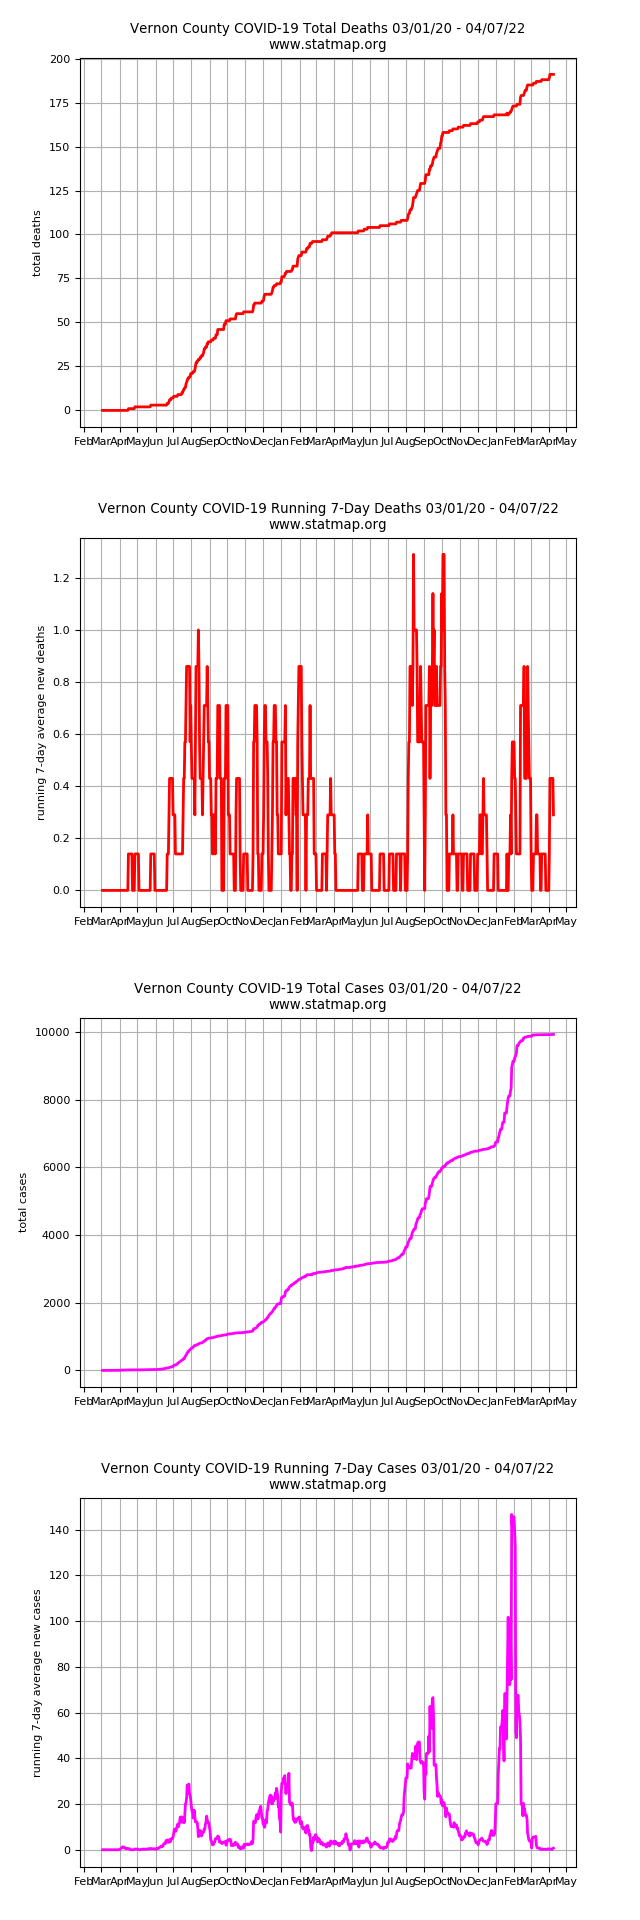 Vernon County COVID-19 Total Deaths 03/01/20 - 04/07/22
www.statmap.org
200
175
150
125
100
75
50
25
0
total deaths
Feb Mar Apr May Jun Jul Aug Sep Oct Nov Dec Jan Feb Mar Apr May Jun Jul Aug Sep Oct Nov Dec Jan Feb Mar Apr May
Vernon County COVID-19 Running 7-Day Deaths 03/01/20 - 04/07/22
www.statmap.org
1.2
1.0
0.8
0.6
0.4
0.2
0.0
running 7-day average new deaths
Feb Mar Apr May Jun Jul Aug Sep Oct Nov Dec Jan Feb Mar Apr May Jun Jul Aug Sep Oct Nov Dec Jan Feb Mar Apr May
Vernon County COVID-19 Total Cases 03/01/20 - 04/07/22
www.statmap.org
10000
8000
6000
4000
2000
0
total cases
Feb Mar Apr May Jun Jul Aug Sep Oct Nov Dec Jan Feb Mar Apr May Jun Jul Aug Sep Oct Nov Dec Jan Feb Mar Apr May
Vernon County COVID-19 Running 7-Day Cases 03/01/20 - 04/07/22
www.statmap.org
140
120
100
80
60
40
20
0
running 7-day average new cases
Feb Mar Apr May Jun Jul Aug Sep Oct Nov Dec Jan Feb Mar Apr May Jun Jul Aug Sep Oct Nov Dec Jan Feb Mar Apr May